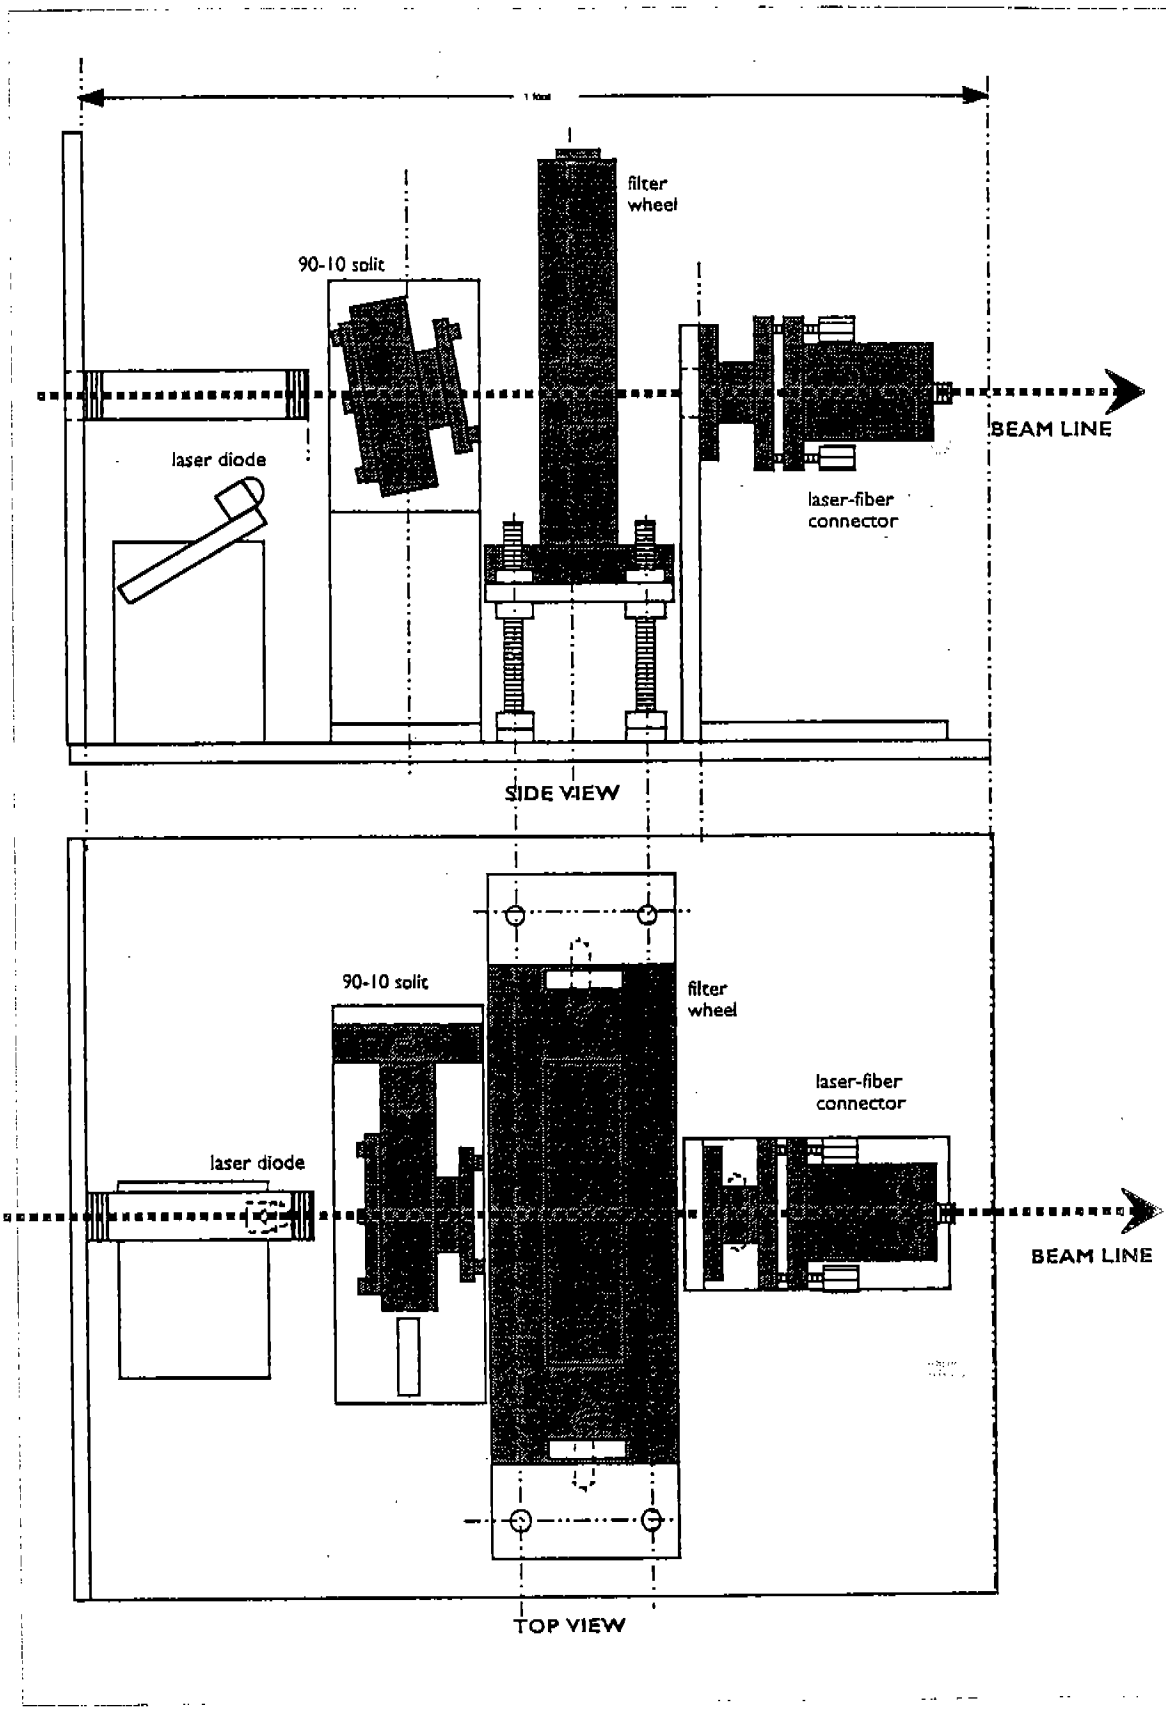 1 foot
filter
wheel
90-10 split
BEAM LINE
laser diode
laser-fiber
connector
SIDE VIEW
90-10 split
filter
wheel
laser-fiber
connector
laser diode
BEAM LINE
TOP VIEW